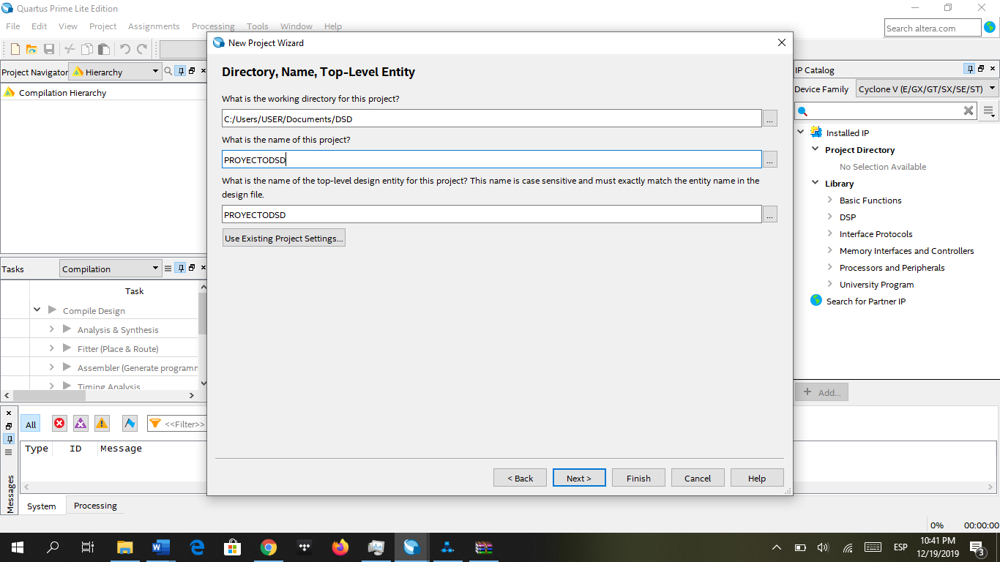 Quartus Prime Lite Edition
File Edit View Project Assignments Processing Tools Window Help
Search altera.com
New Project Wizard
Project Navigator Hierarchy
Compilation Hierarchy
Directory, Name, Top-Level Entity
What is the working directory for this project?
C:/Users/USER/Documents/DSD
...
What is the name of this project?
PROYECTODSD
...
What is the name of the top-level design entity for this project? This name is case sensitive and must exactly match the entity name in the
design file.
PROYECTODSD
...
Use Existing Project Settings...
IP Catalog
Device Family Cyclone V (E/GX/GT/SX/SE/ST)
Installed IP
Project Directory
No Selection Available
Library
Basic Functions
DSP
Interface Protocols
Memory Interfaces and Controllers
Processors and Peripherals
University Program
Search for Partner IP
+ Add...
Tasks Compilation
Task
Compile Design
Analysis & Synthesis
Fitter (Place & Route)
Assembler (Generate programm
Timing Analysis
All
<<Filter>>
Type ID Message
Messages
System Processing
< Back Next > Finish Cancel Help
0% 00:00:00
ESP
10:41 PM
12/19/2019
3